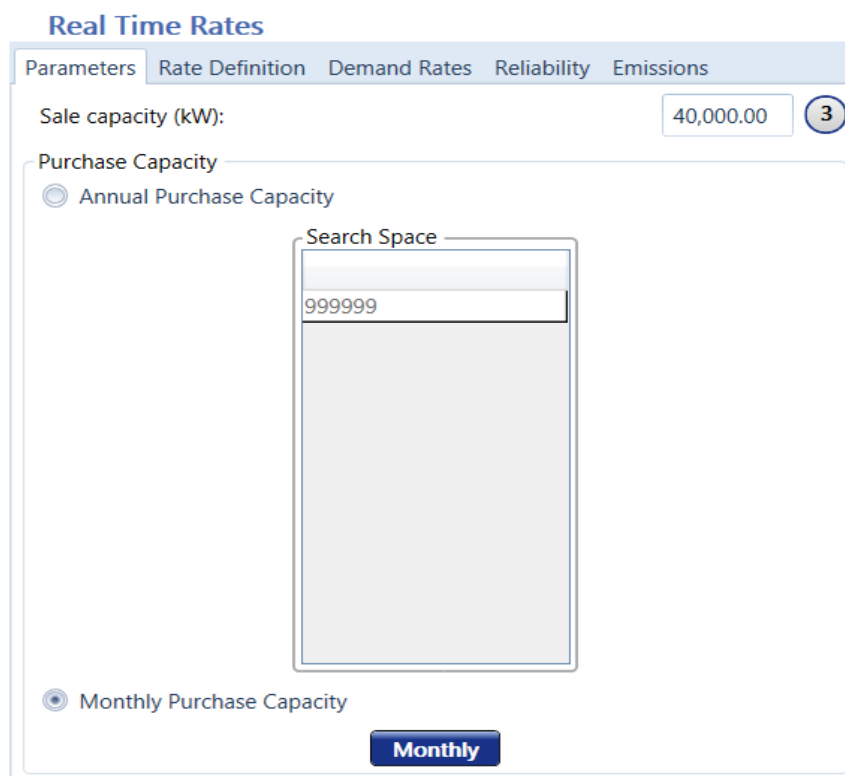 Real Time Rates
Parameters Rate Definition Demand Rates Reliability Emissions
Sale capacity (kW): 40,000.00 3
Purchase Capacity
Annual Purchase Capacity
Search Space
999999
Monthly Purchase Capacity
Monthly